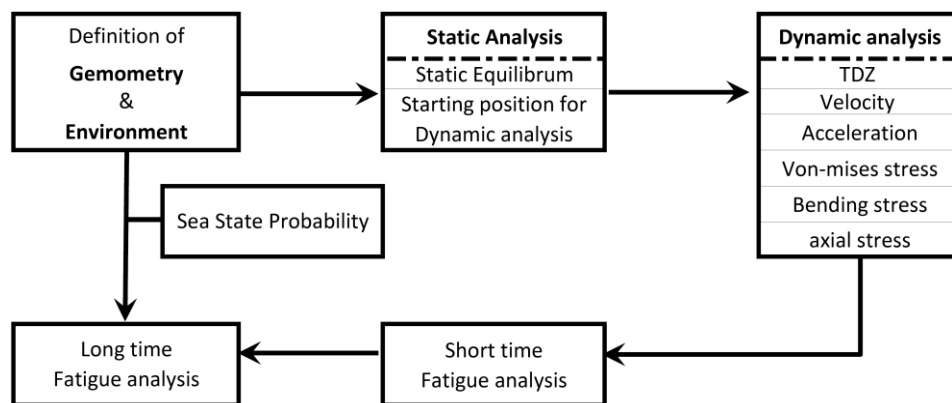 Definition of
Gemometry
&
Environment
Static Analysis
Static Equilibrum
Starting position for
Dynamic analysis
Dynamic analysis
TDZ
Velocity
Acceleration
Von-mises stress
Bending stress
axial stress
Sea State Probability
Long time
Fatigue analysis
Short time
Fatigue analysis